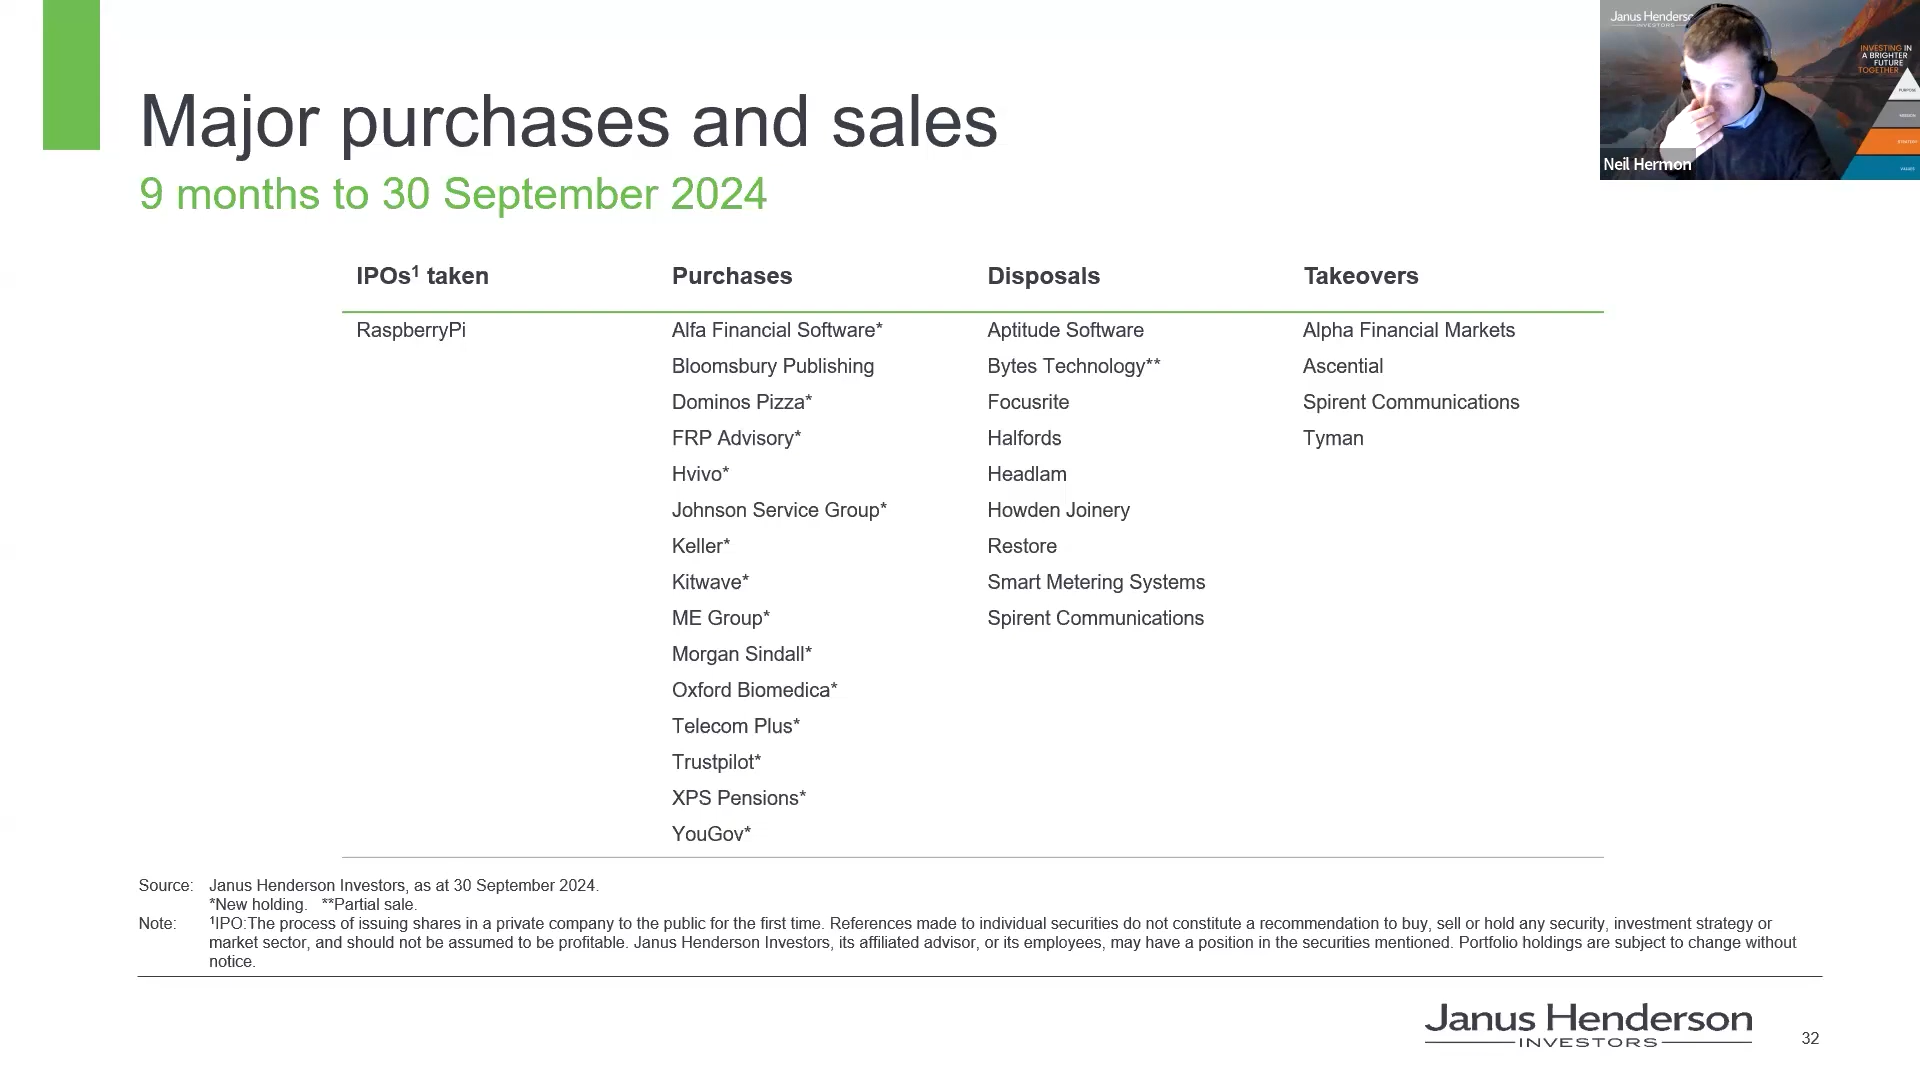 Major purchases and sales
9 months to 30 September 2024
Janus Henders
INVESTORS
INVESTING IN
A BRIGHTER
FUTURE
TOGETHER
PURPOSE
MISSION
STRATEGY
VALUES
Neil Hermon
IPOs¹ taken Purchases Disposals Takeovers
RaspberryPi Alfa Financial Software* Aptitude Software Alpha Financial Markets
Bloomsbury Publishing Bytes Technology** Ascential
Dominos Pizza* Focusrite Spirent Communications
FRP Advisory* Halfords Tyman
Hvivo* Headlam
Johnson Service Group* Howden Joinery
Keller* Restore
Kitwave* Smart Metering Systems
ME Group* Spirent Communications
Morgan Sindall*
Oxford Biomedica*
Telecom Plus*
Trustpilot*
XPS Pensions*
YouGov*
Source: Janus Henderson Investors, as at 30 September 2024.
*New holding. **Partial sale.
Note: ¹IPO:The process of issuing shares in a private company to the public for the first time. References made to individual securities do not constitute a recommendation to buy, sell or hold any security, investment strategy or
market sector, and should not be assumed to be profitable. Janus Henderson Investors, its affiliated advisor, or its employees, may have a position in the securities mentioned. Portfolio holdings are subject to change without
notice.
Janus Henderson
INVESTORS
32